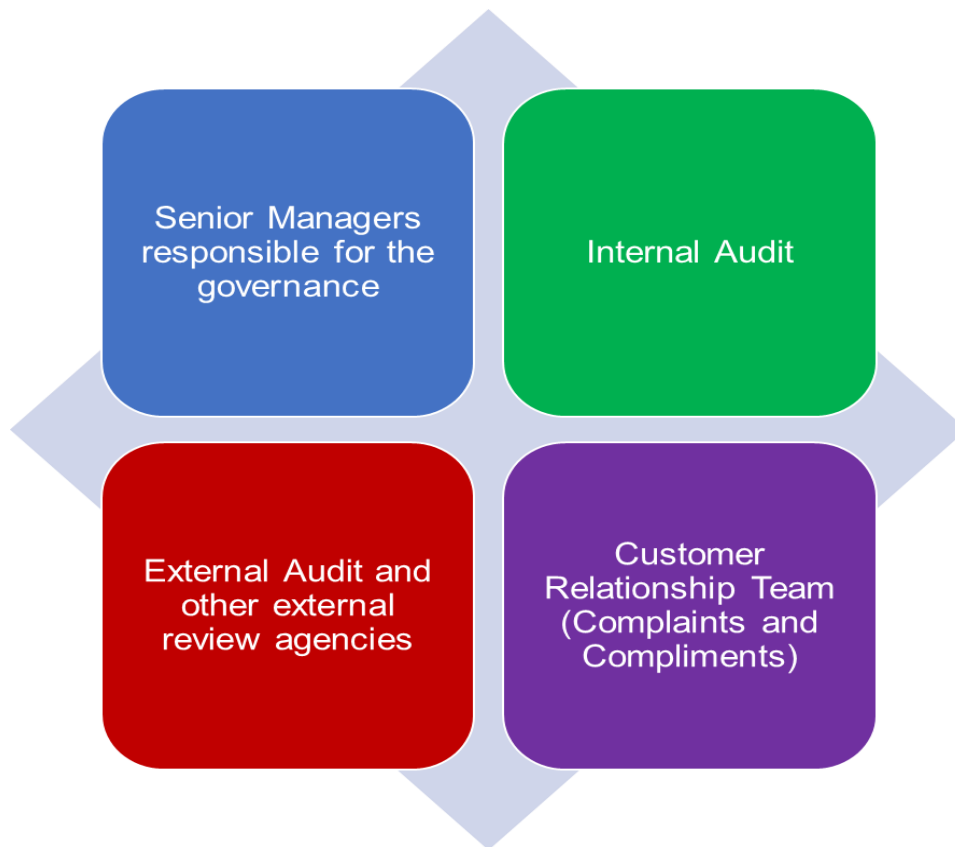 Senior Managers
responsible for the
governance
Internal Audit
External Audit and
other external
review agencies
Customer
Relationship Team
(Complaints and
Compliments)